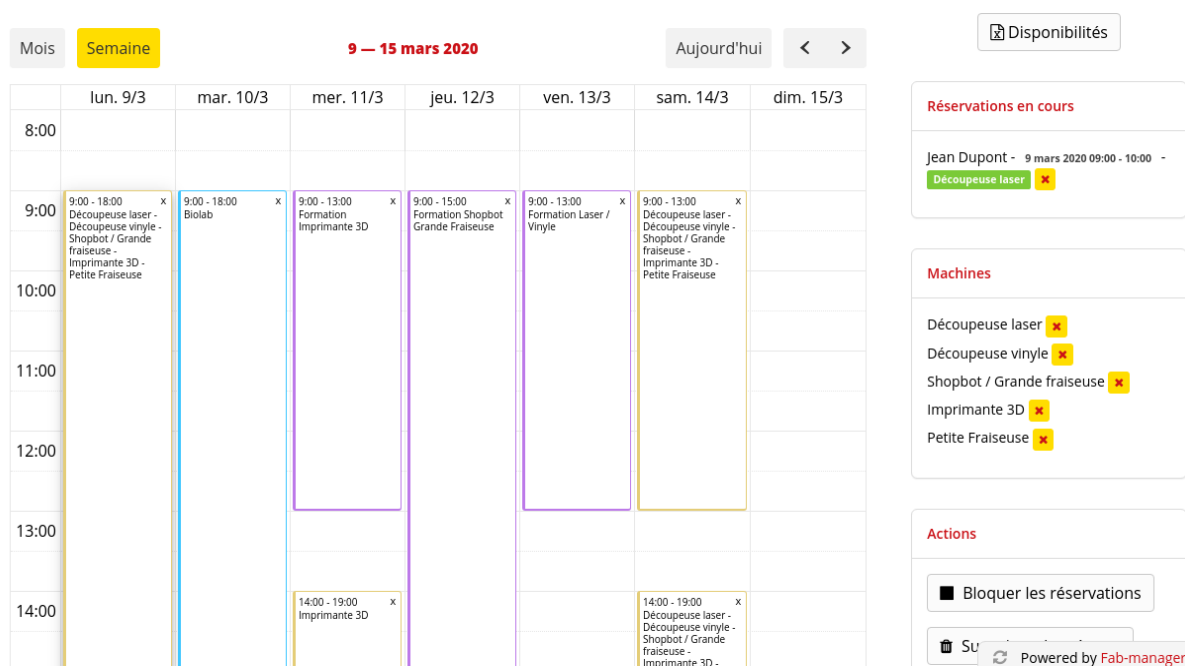 Mois
Semaine
9 — 15 mars 2020
Aujourd'hui
lun. 9/3
mar. 10/3
mer. 11/3
jeu. 12/3
ven. 13/3
sam. 14/3
dim. 15/3
8:00
9:00
10:00
11:00
12:00
13:00
14:00
9:00 - 18:00 x
Découpeuse laser -
Découpeuse vinyle -
Shopbot / Grande
fraiseuse -
Imprimante 3D -
Petite Fraiseuse
9:00 - 18:00 x
Biolab
9:00 - 13:00 x
Formation
Imprimante 3D
14:00 - 19:00 x
Imprimante 3D
9:00 - 15:00 x
Formation Shopbot
Grande Fraiseuse
9:00 - 13:00 x
Formation Laser /
Vinyle
9:00 - 13:00 x
Découpeuse laser -
Découpeuse vinyle -
Shopbot / Grande
fraiseuse -
Imprimante 3D -
Petite Fraiseuse
14:00 - 19:00 x
Découpeuse laser -
Découpeuse vinyle -
Shopbot / Grande
fraiseuse -
Imprimante 3D -
Disponibilités
Réservations en cours
Jean Dupont - 9 mars 2020 09:00 - 10:00 -
Découpeuse laser
Machines
Découpeuse laser
Découpeuse vinyle
Shopbot / Grande fraiseuse
Imprimante 3D
Petite Fraiseuse
Actions
Bloquer les réservations
Powered by Fab-manager